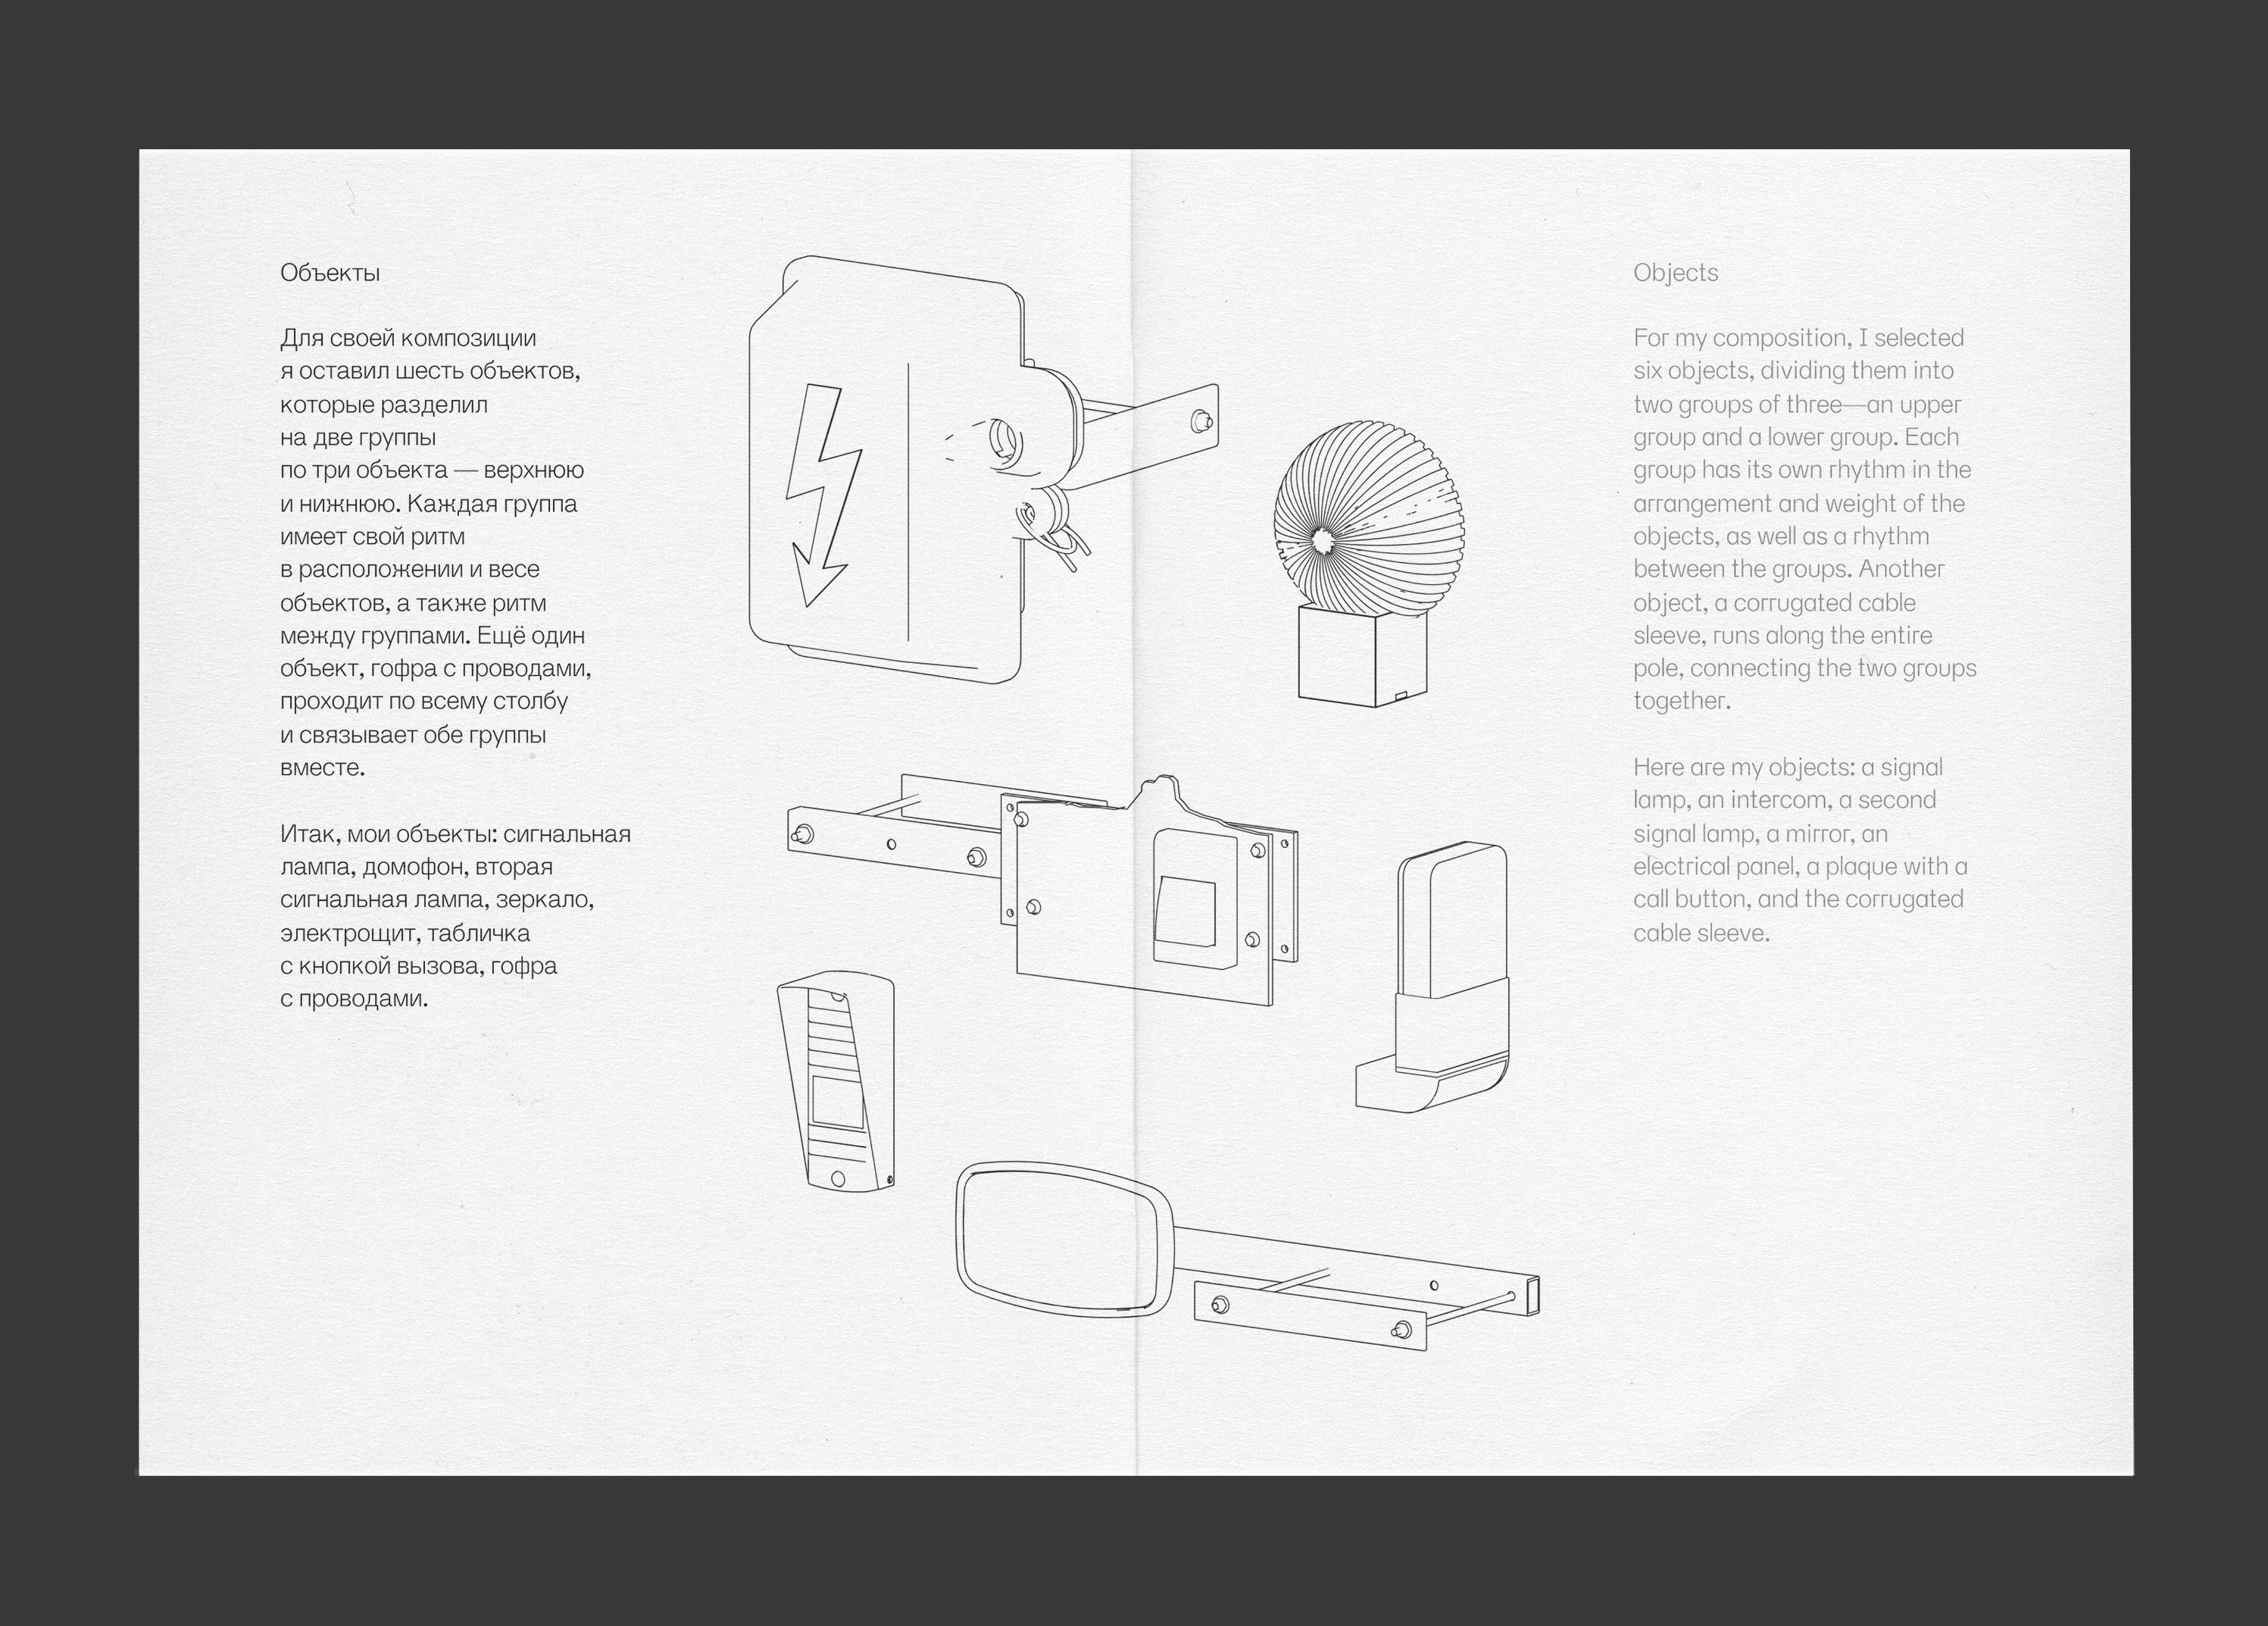 Объекты
Для своей композиции
я оставил шесть объектов,
которые разделил
на две группы
по три объекта — верхнюю
и нижнюю. Каждая группа
имеет свой ритм
в расположении и весе
объектов, а также ритм
между группами. Ещё один
объект, гофра с проводами,
проходит по всему столбу
и связывает обе группы
вместе.
Итак, мои объекты: сигнальная
лампа, домофон, вторая
сигнальная лампа, зеркало,
электрощит, табличка
с кнопкой вызова, гофра
с проводами.
Objects
For my composition, I selected
six objects, dividing them into
two groups of three—an upper
group and a lower group. Each
group has its own rhythm in the
arrangement and weight of the
objects, as well as a rhythm
between the groups. Another
object, a corrugated cable
sleeve, runs along the entire
pole, connecting the two groups
together.
Here are my objects: a signal
lamp, an intercom, a second
signal lamp, a mirror, an
electrical panel, a plaque with a
call button, and the corrugated
cable sleeve.